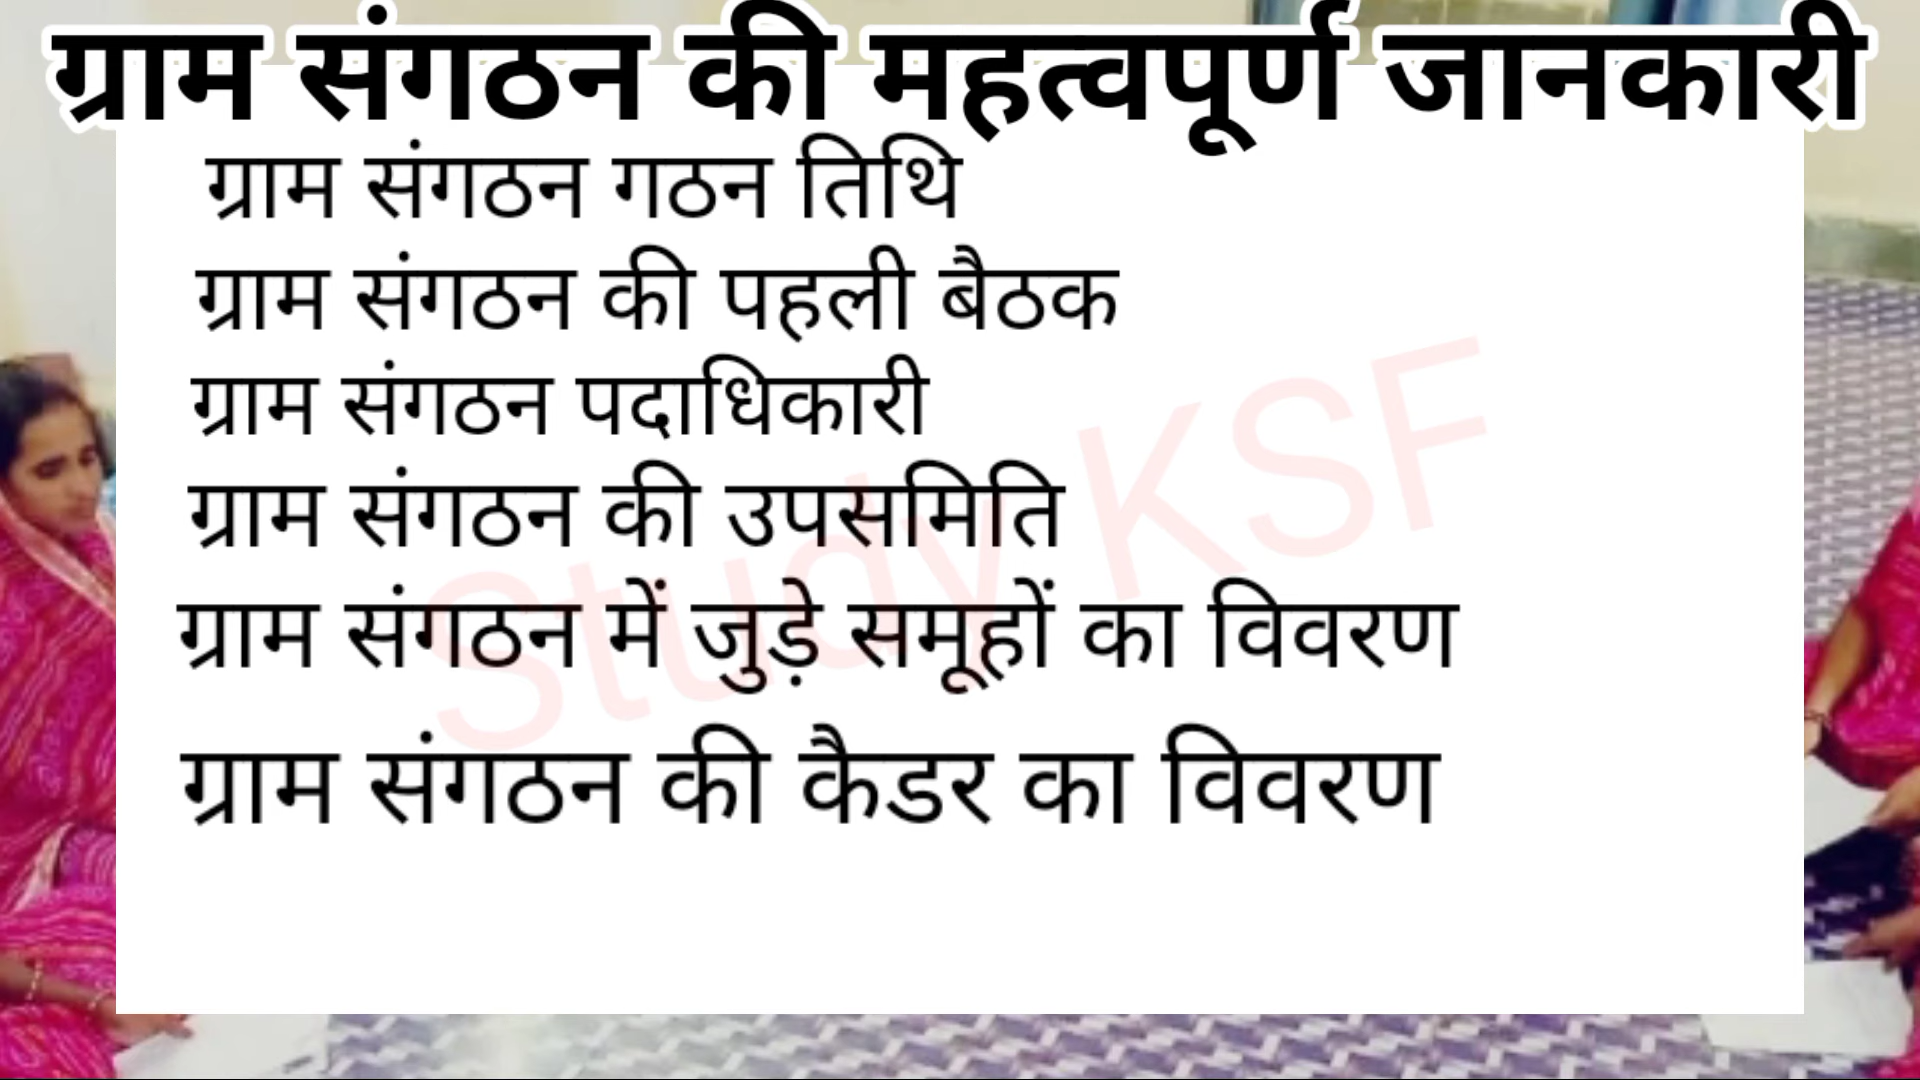 ग्राम संगठन की महत्वपूर्ण जानकारी
ग्राम संगठन गठन तिथि
ग्राम संगठन की पहली बैठक
ग्राम संगठन पदाधिकारी
ग्राम संगठन की उपसमिति
ग्राम संगठन में जुड़े समूहों का विवरण
ग्राम संगठन की कैडर का विवरण
Study KSF